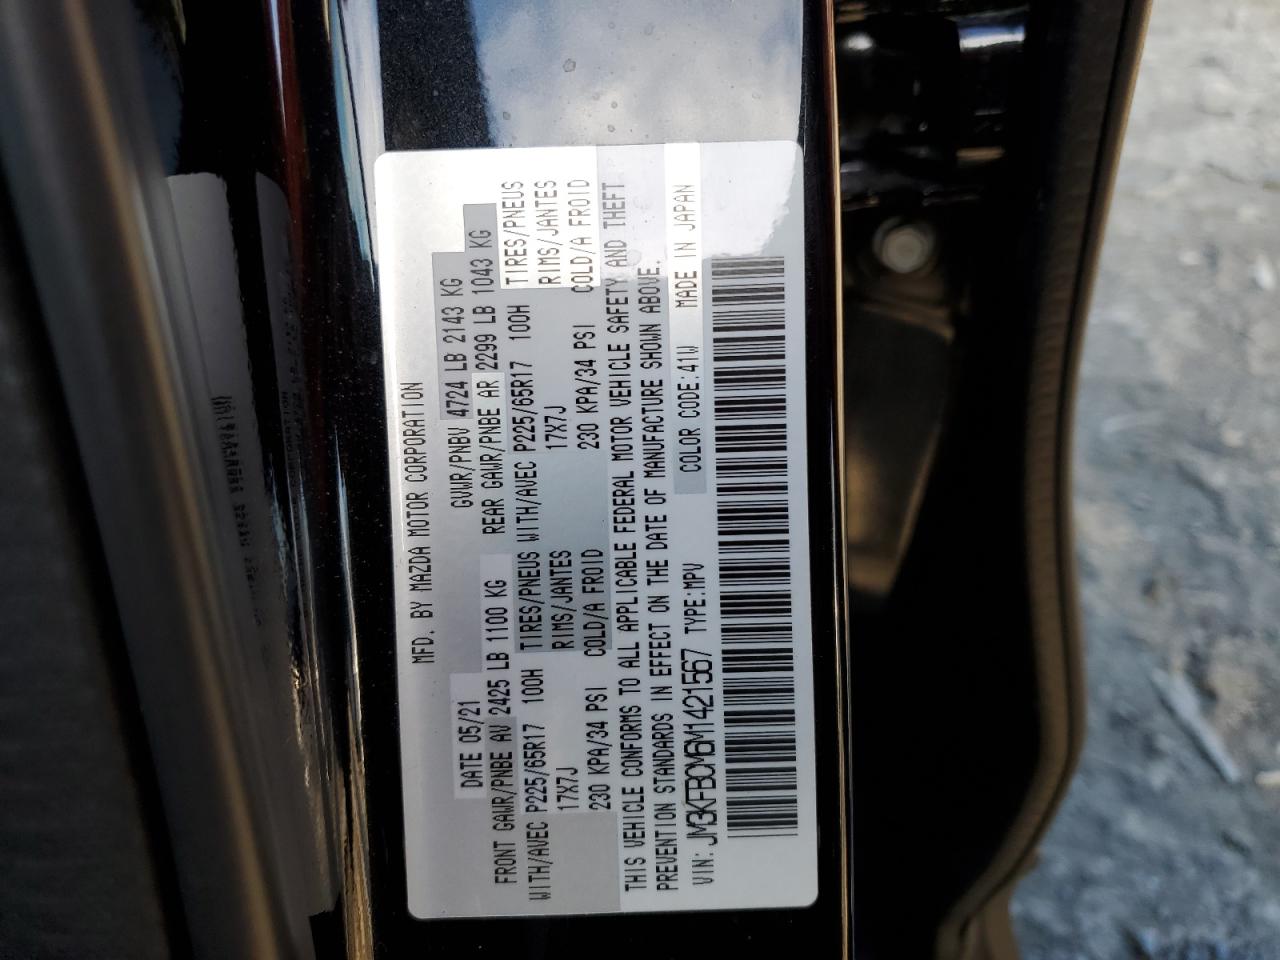 MFD. BY MAZDA MOTOR CORPORATION
DATE 05/21 GVWR/PNBV 4724 LB 2143 KG
FRONT GAWR/PNBE AV 2425 LB 1100 KG REAR GAWR/PNBE AR 2299 LB 1043 KG
WITH/AVEC P225/65R17 100H TIRES/PNEUS WITH/AVEC P225/65R17 100H TIRES/PNEUS
17X7J RIMS/JANTES 17X7J RIMS/JANTES
230 KPA/34 PSI COLD/A FROID 230 KPA/34 PSI COLD/A FROID
THIS VEHICLE CONFORMS TO ALL APPLICABLE FEDERAL MOTOR VEHICLE SAFETY AND THEFT
PREVENTION STANDARDS IN EFFECT ON THE DATE OF MANUFACTURE SHOWN ABOVE.
VIN: JM3KFBCM6M1421567 TYPE:MPV COLOR CODE:41W MADE IN JAPAN